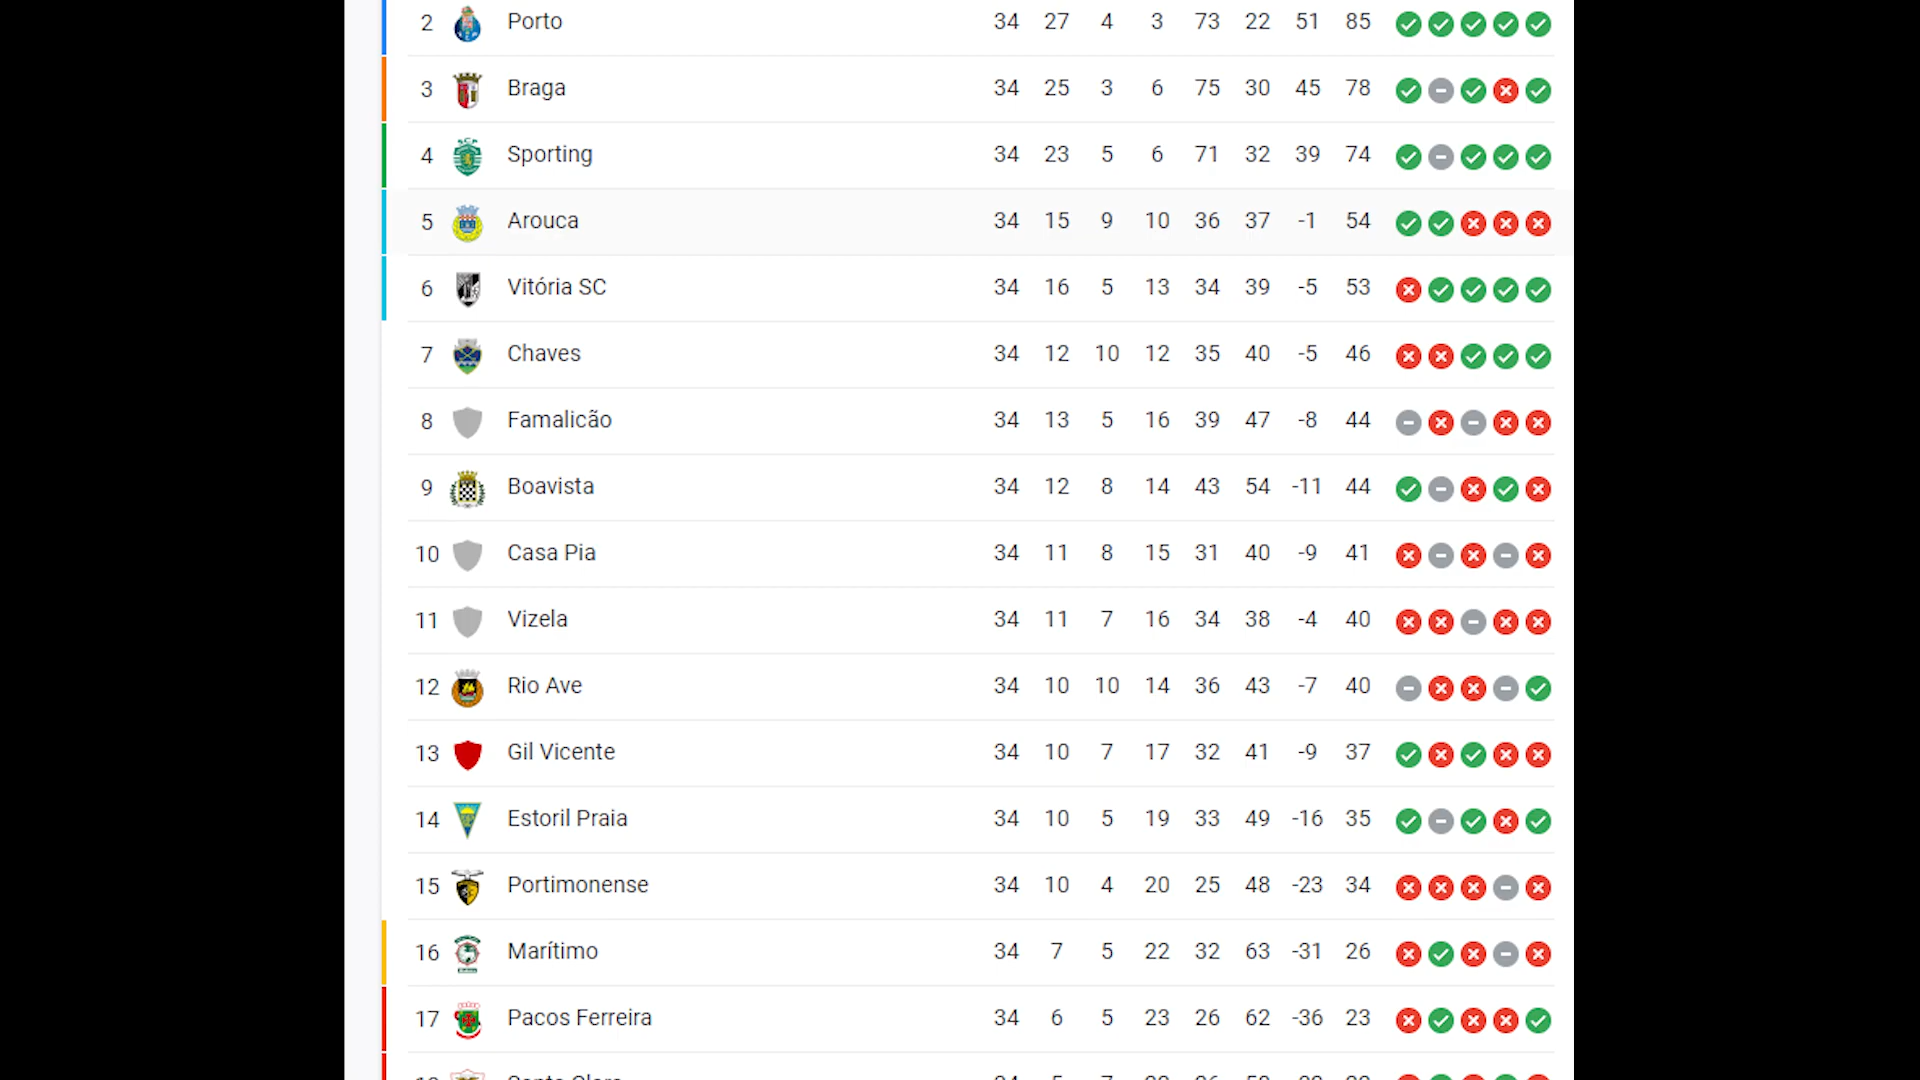 2 Porto 34 27 4 3 73 22 51 85
3 Braga 34 25 3 6 75 30 45 78
4 Sporting 34 23 5 6 71 32 39 74
5 Arouca 34 15 9 10 36 37 -1 54
6 Vitória SC 34 16 5 13 34 39 -5 53
7 Chaves 34 12 10 12 35 40 -5 46
8 Famalicão 34 13 5 16 39 47 -8 44
9 Boavista 34 12 8 14 43 54 -11 44
10 Casa Pia 34 11 8 15 31 40 -9 41
11 Vizela 34 11 7 16 34 38 -4 40
12 Rio Ave 34 10 10 14 36 43 -7 40
13 Gil Vicente 34 10 7 17 32 41 -9 37
14 Estoril Praia 34 10 5 19 33 49 -16 35
15 Portimonense 34 10 4 20 25 48 -23 34
16 Marítimo 34 7 5 22 32 63 -31 26
17 Pacos Ferreira 34 6 5 23 26 62 -36 23